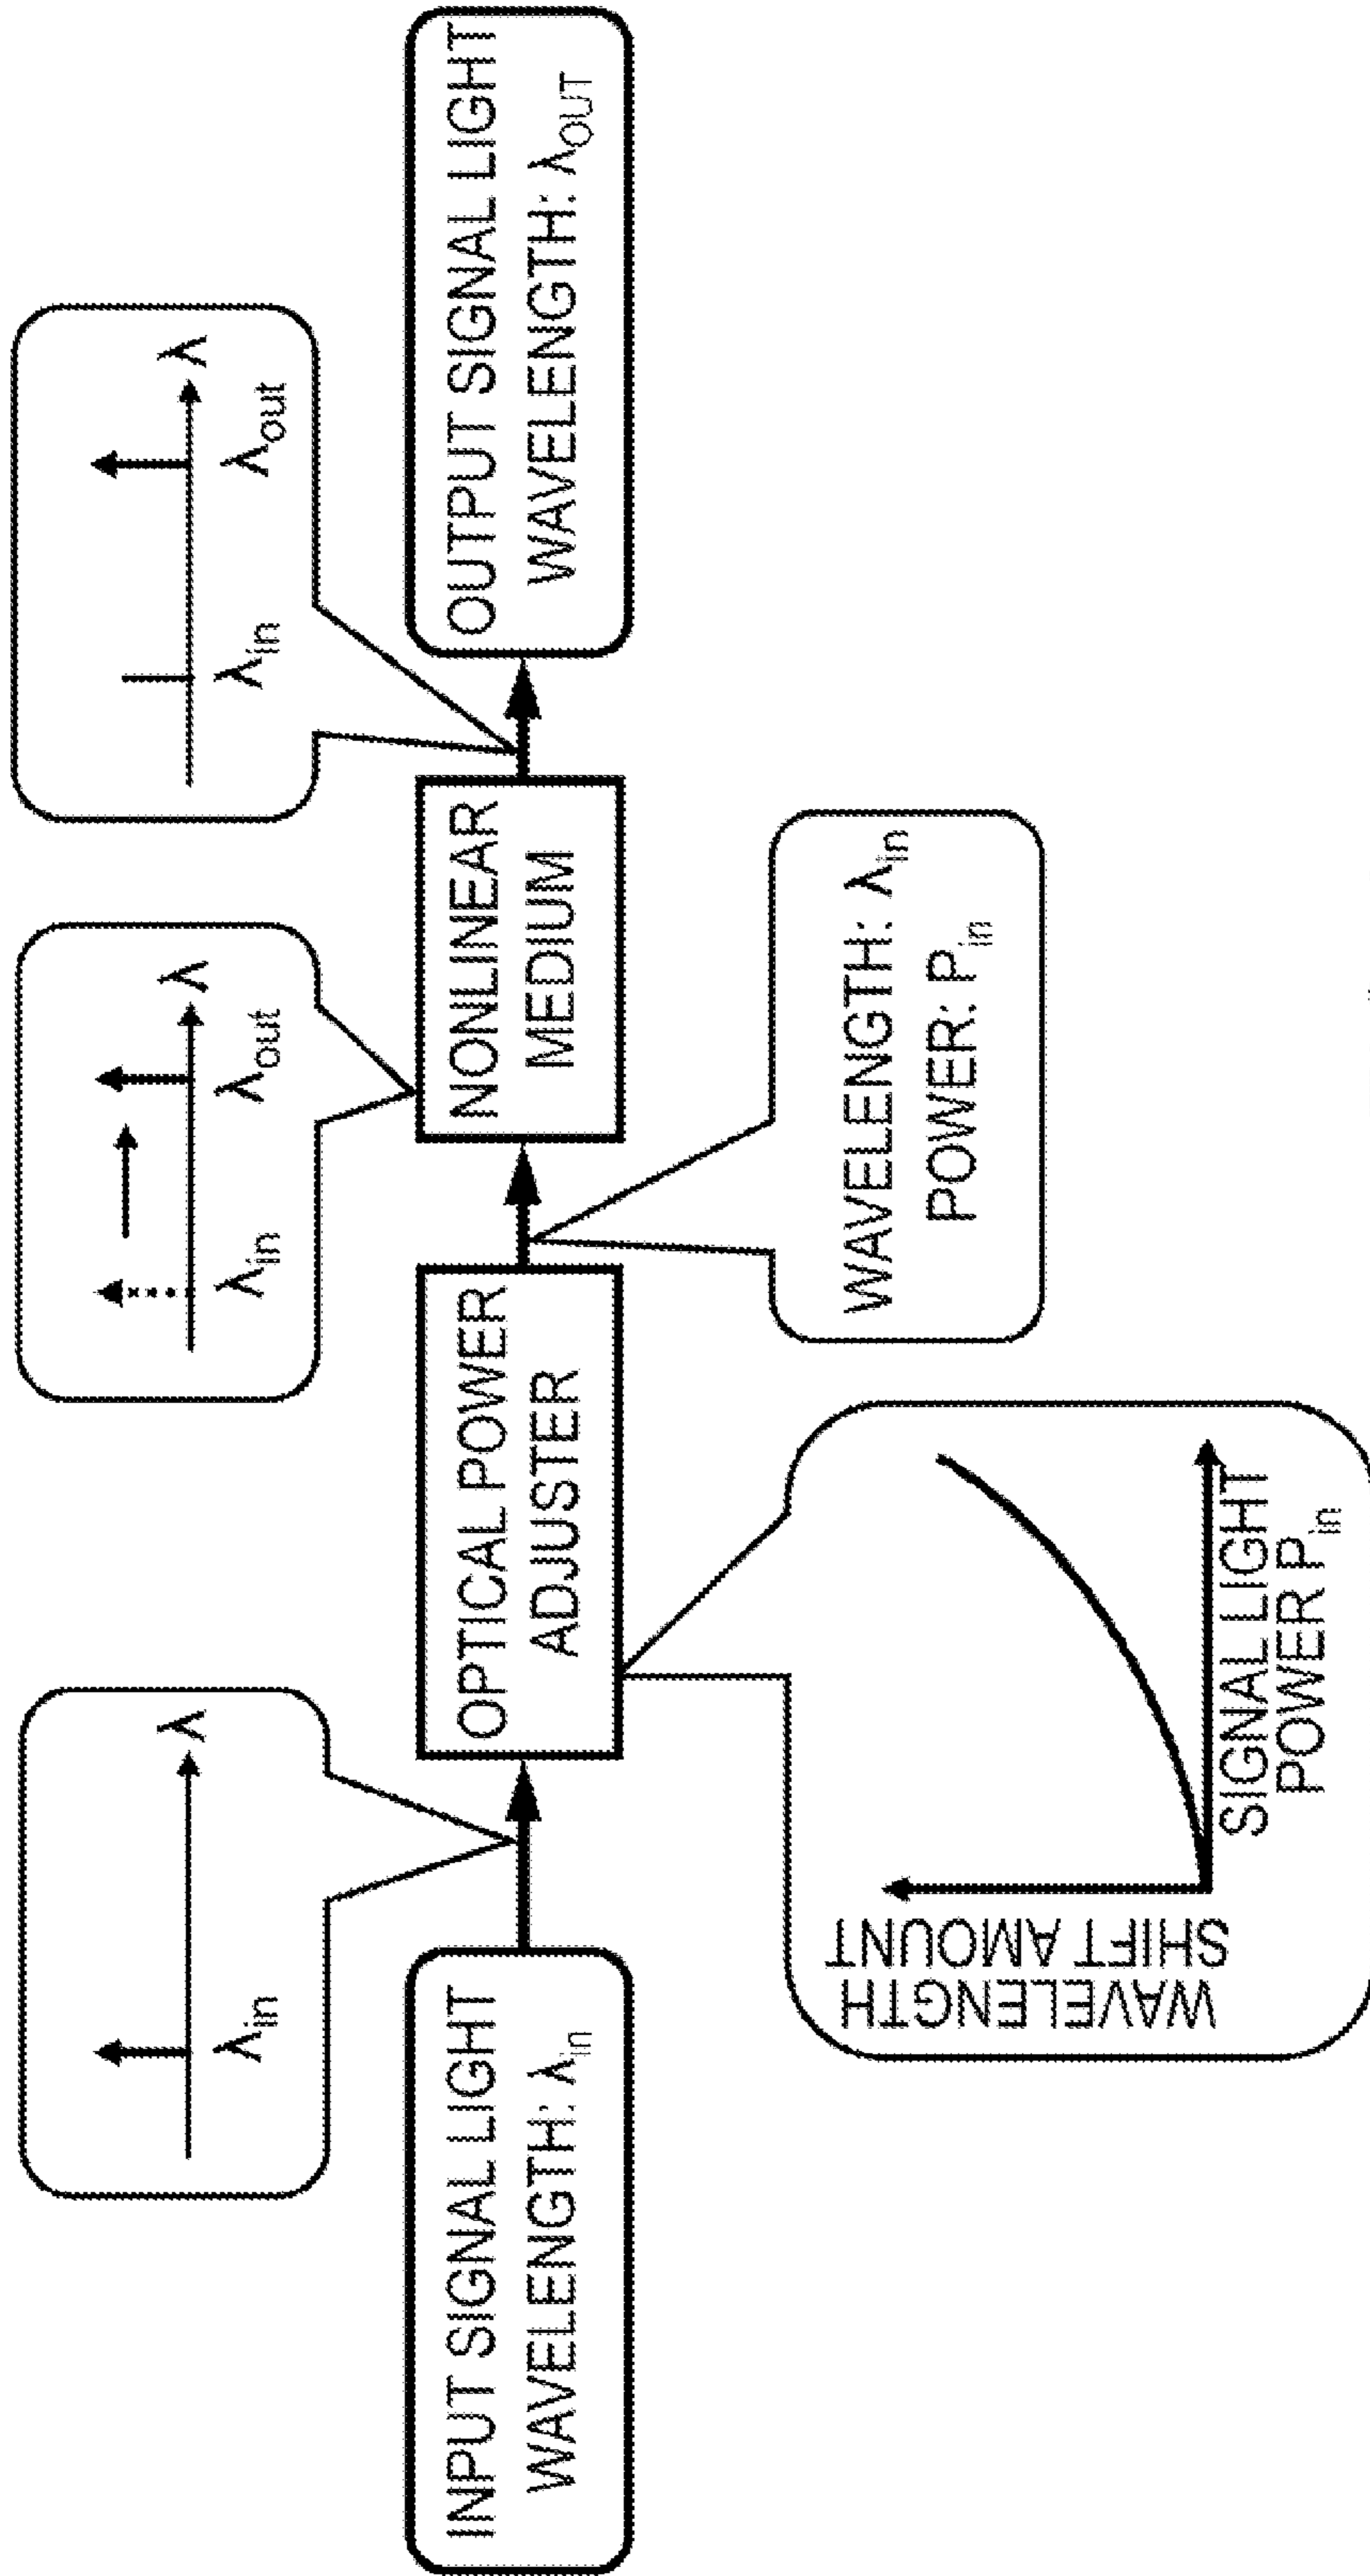 λin
λ
λin
λout
λ
λin
λout
λ
INPUT SIGNAL LIGHT
WAVELENGTH: λin
OPTICAL POWER
ADJUSTER
NONLINEAR
MEDIUM
OUTPUT SIGNAL LIGHT
WAVELENGTH: λOUT
WAVELENGTH
SHIFT AMOUNT
SIGNAL LIGHT
POWER Pin
WAVELENGTH: λin
POWER: Pin